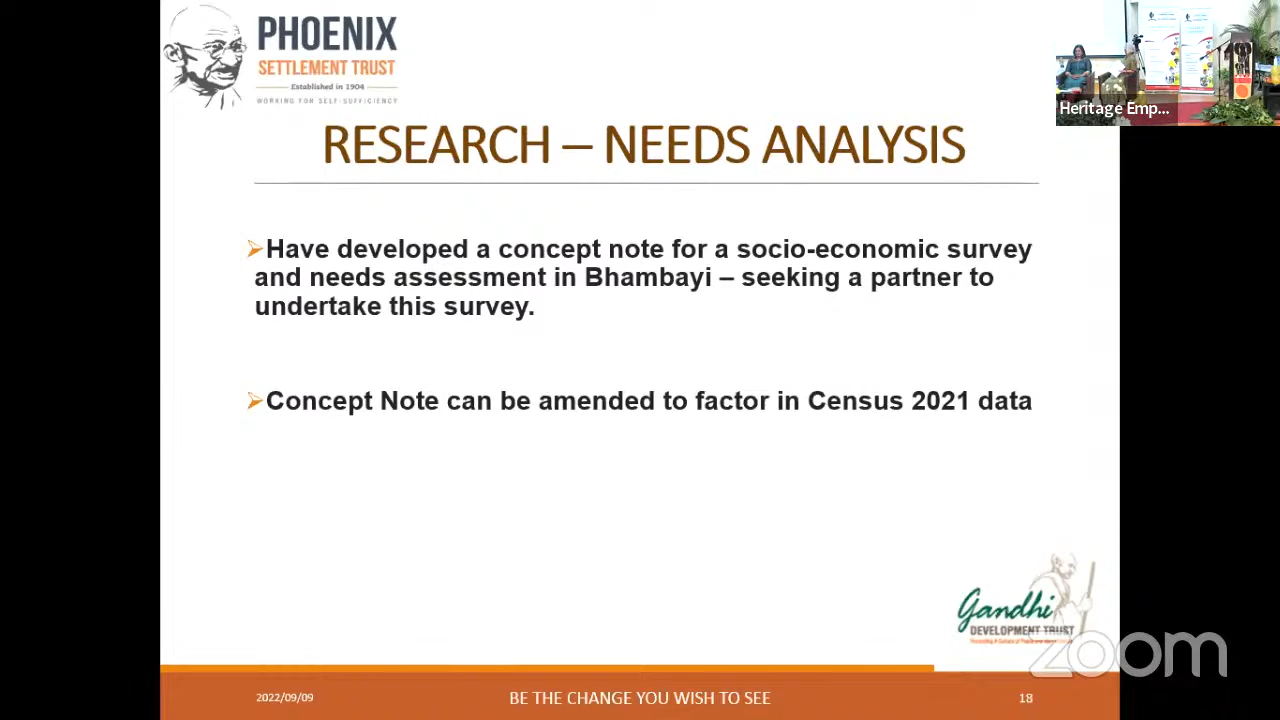 PHOENIX
SETTLEMENT TRUST
Established in 1904
WORKING FOR SELF-SUFFICIENCY
Heritage Emp...
RESEARCH – NEEDS ANALYSIS
➢Have developed a concept note for a socio-economic survey
and needs assessment in Bhambayi – seeking a partner to
undertake this survey.
➢Concept Note can be amended to factor in Census 2021 data
Gandhi
DEVELOPMENT TRUST
zoom
2022/09/09
BE THE CHANGE YOU WISH TO SEE
18